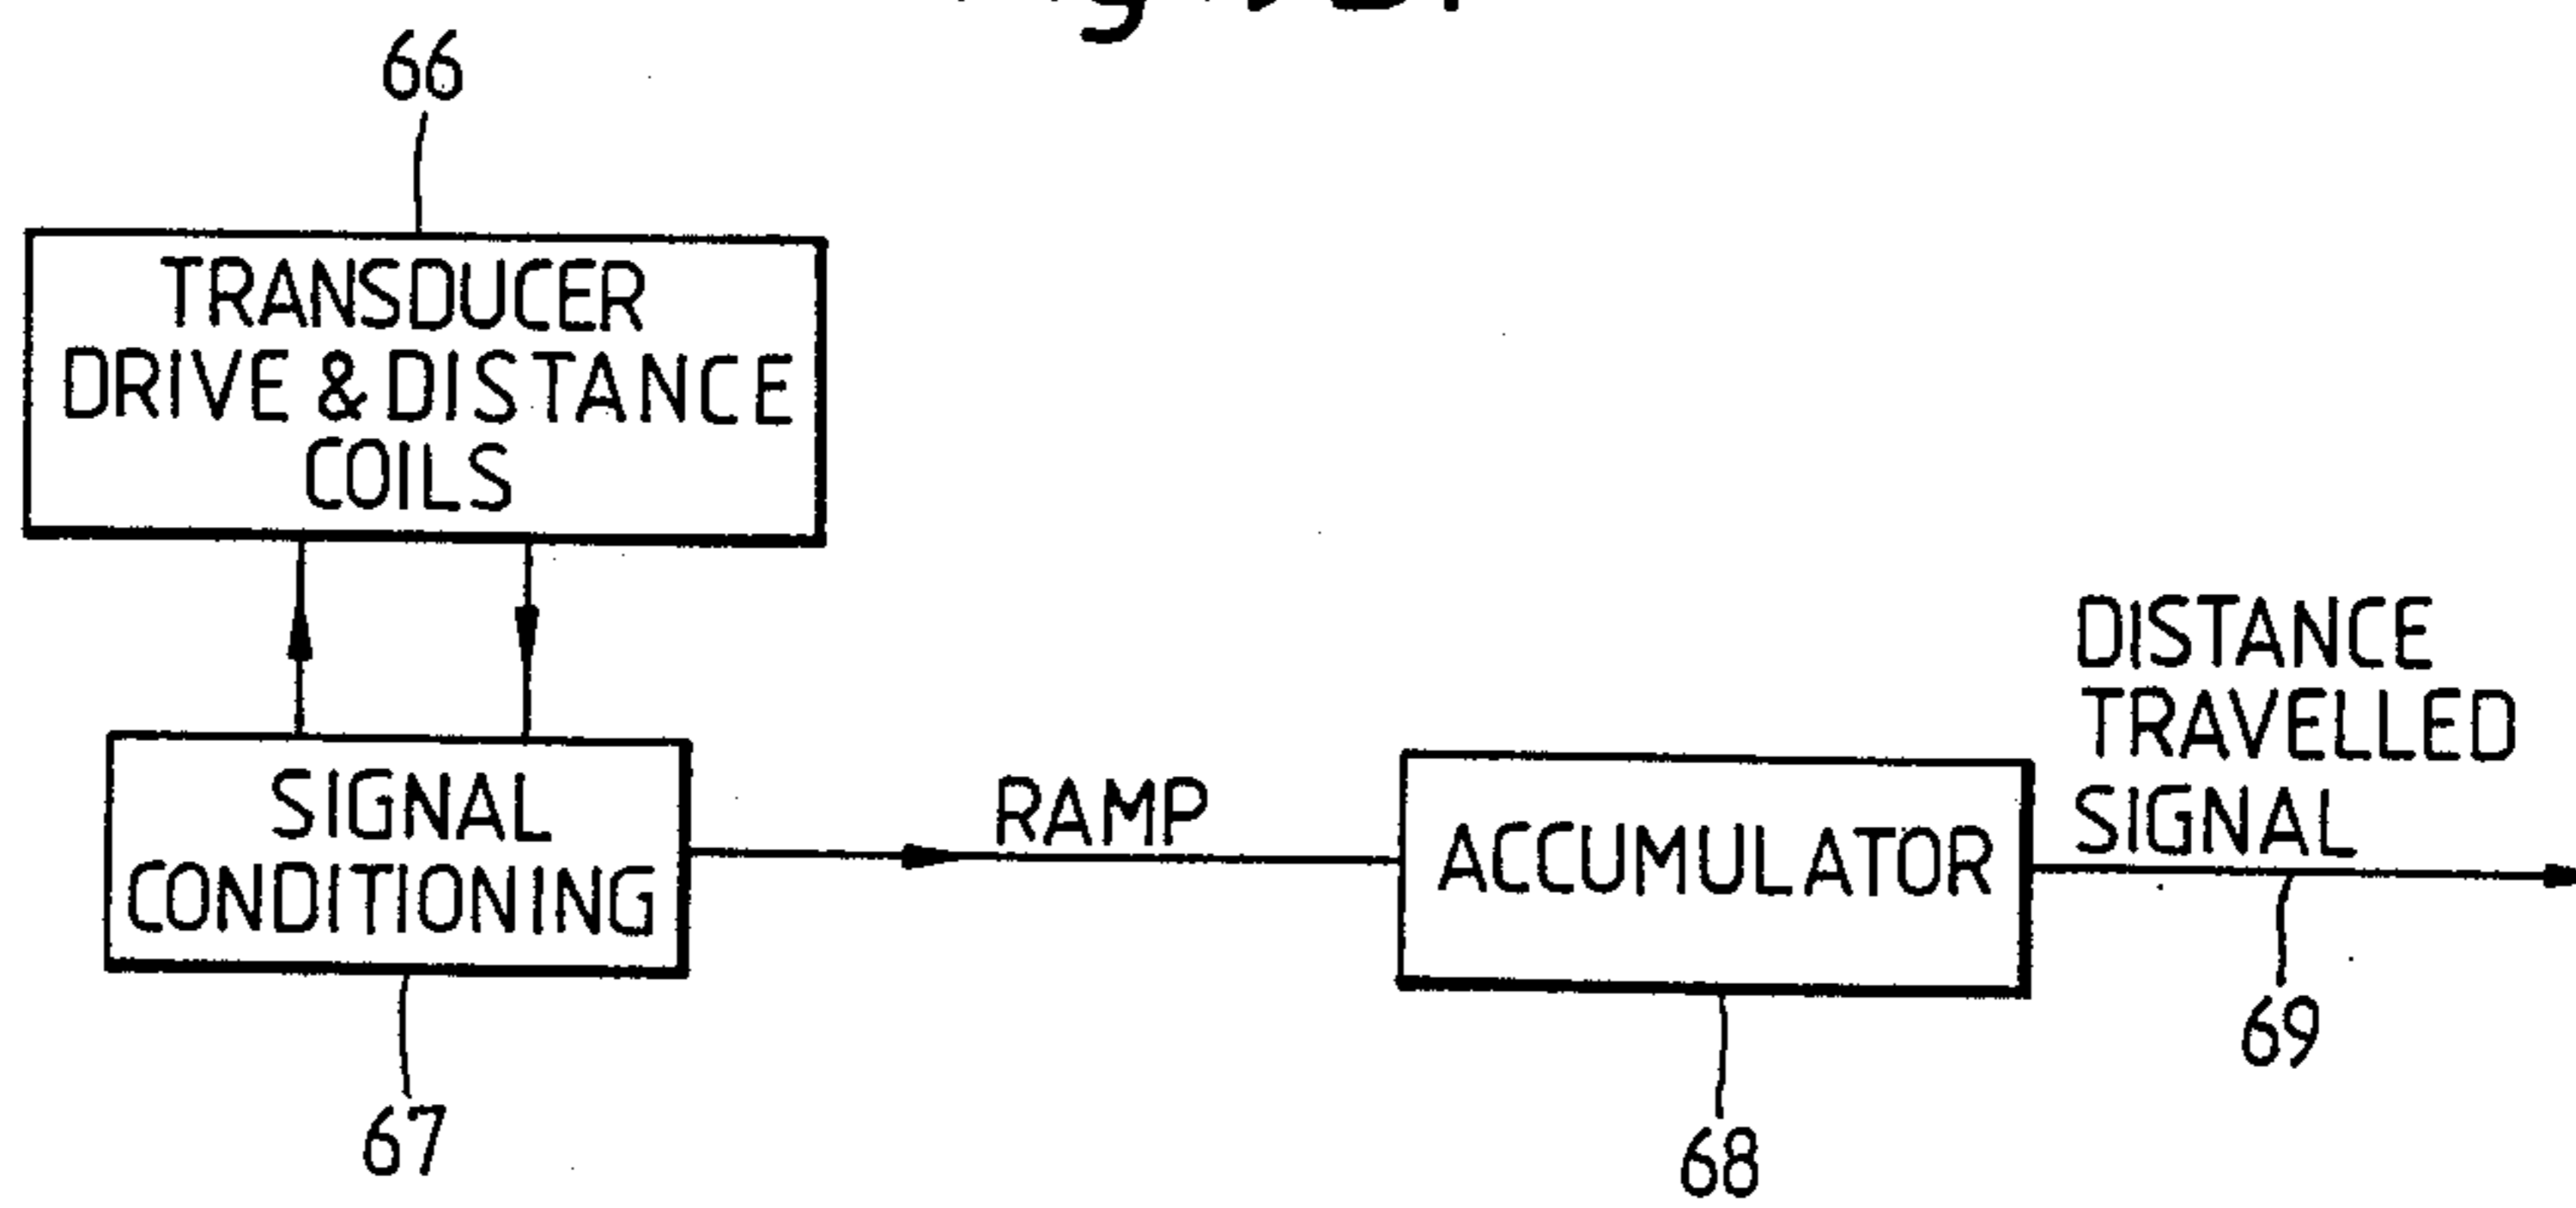 66
TRANSDUCER
DRIVE & DISTANCE
COILS
SIGNAL
CONDITIONING
67
RAMP
ACCUMULATOR
68
DISTANCE
TRAVELLED
SIGNAL
69